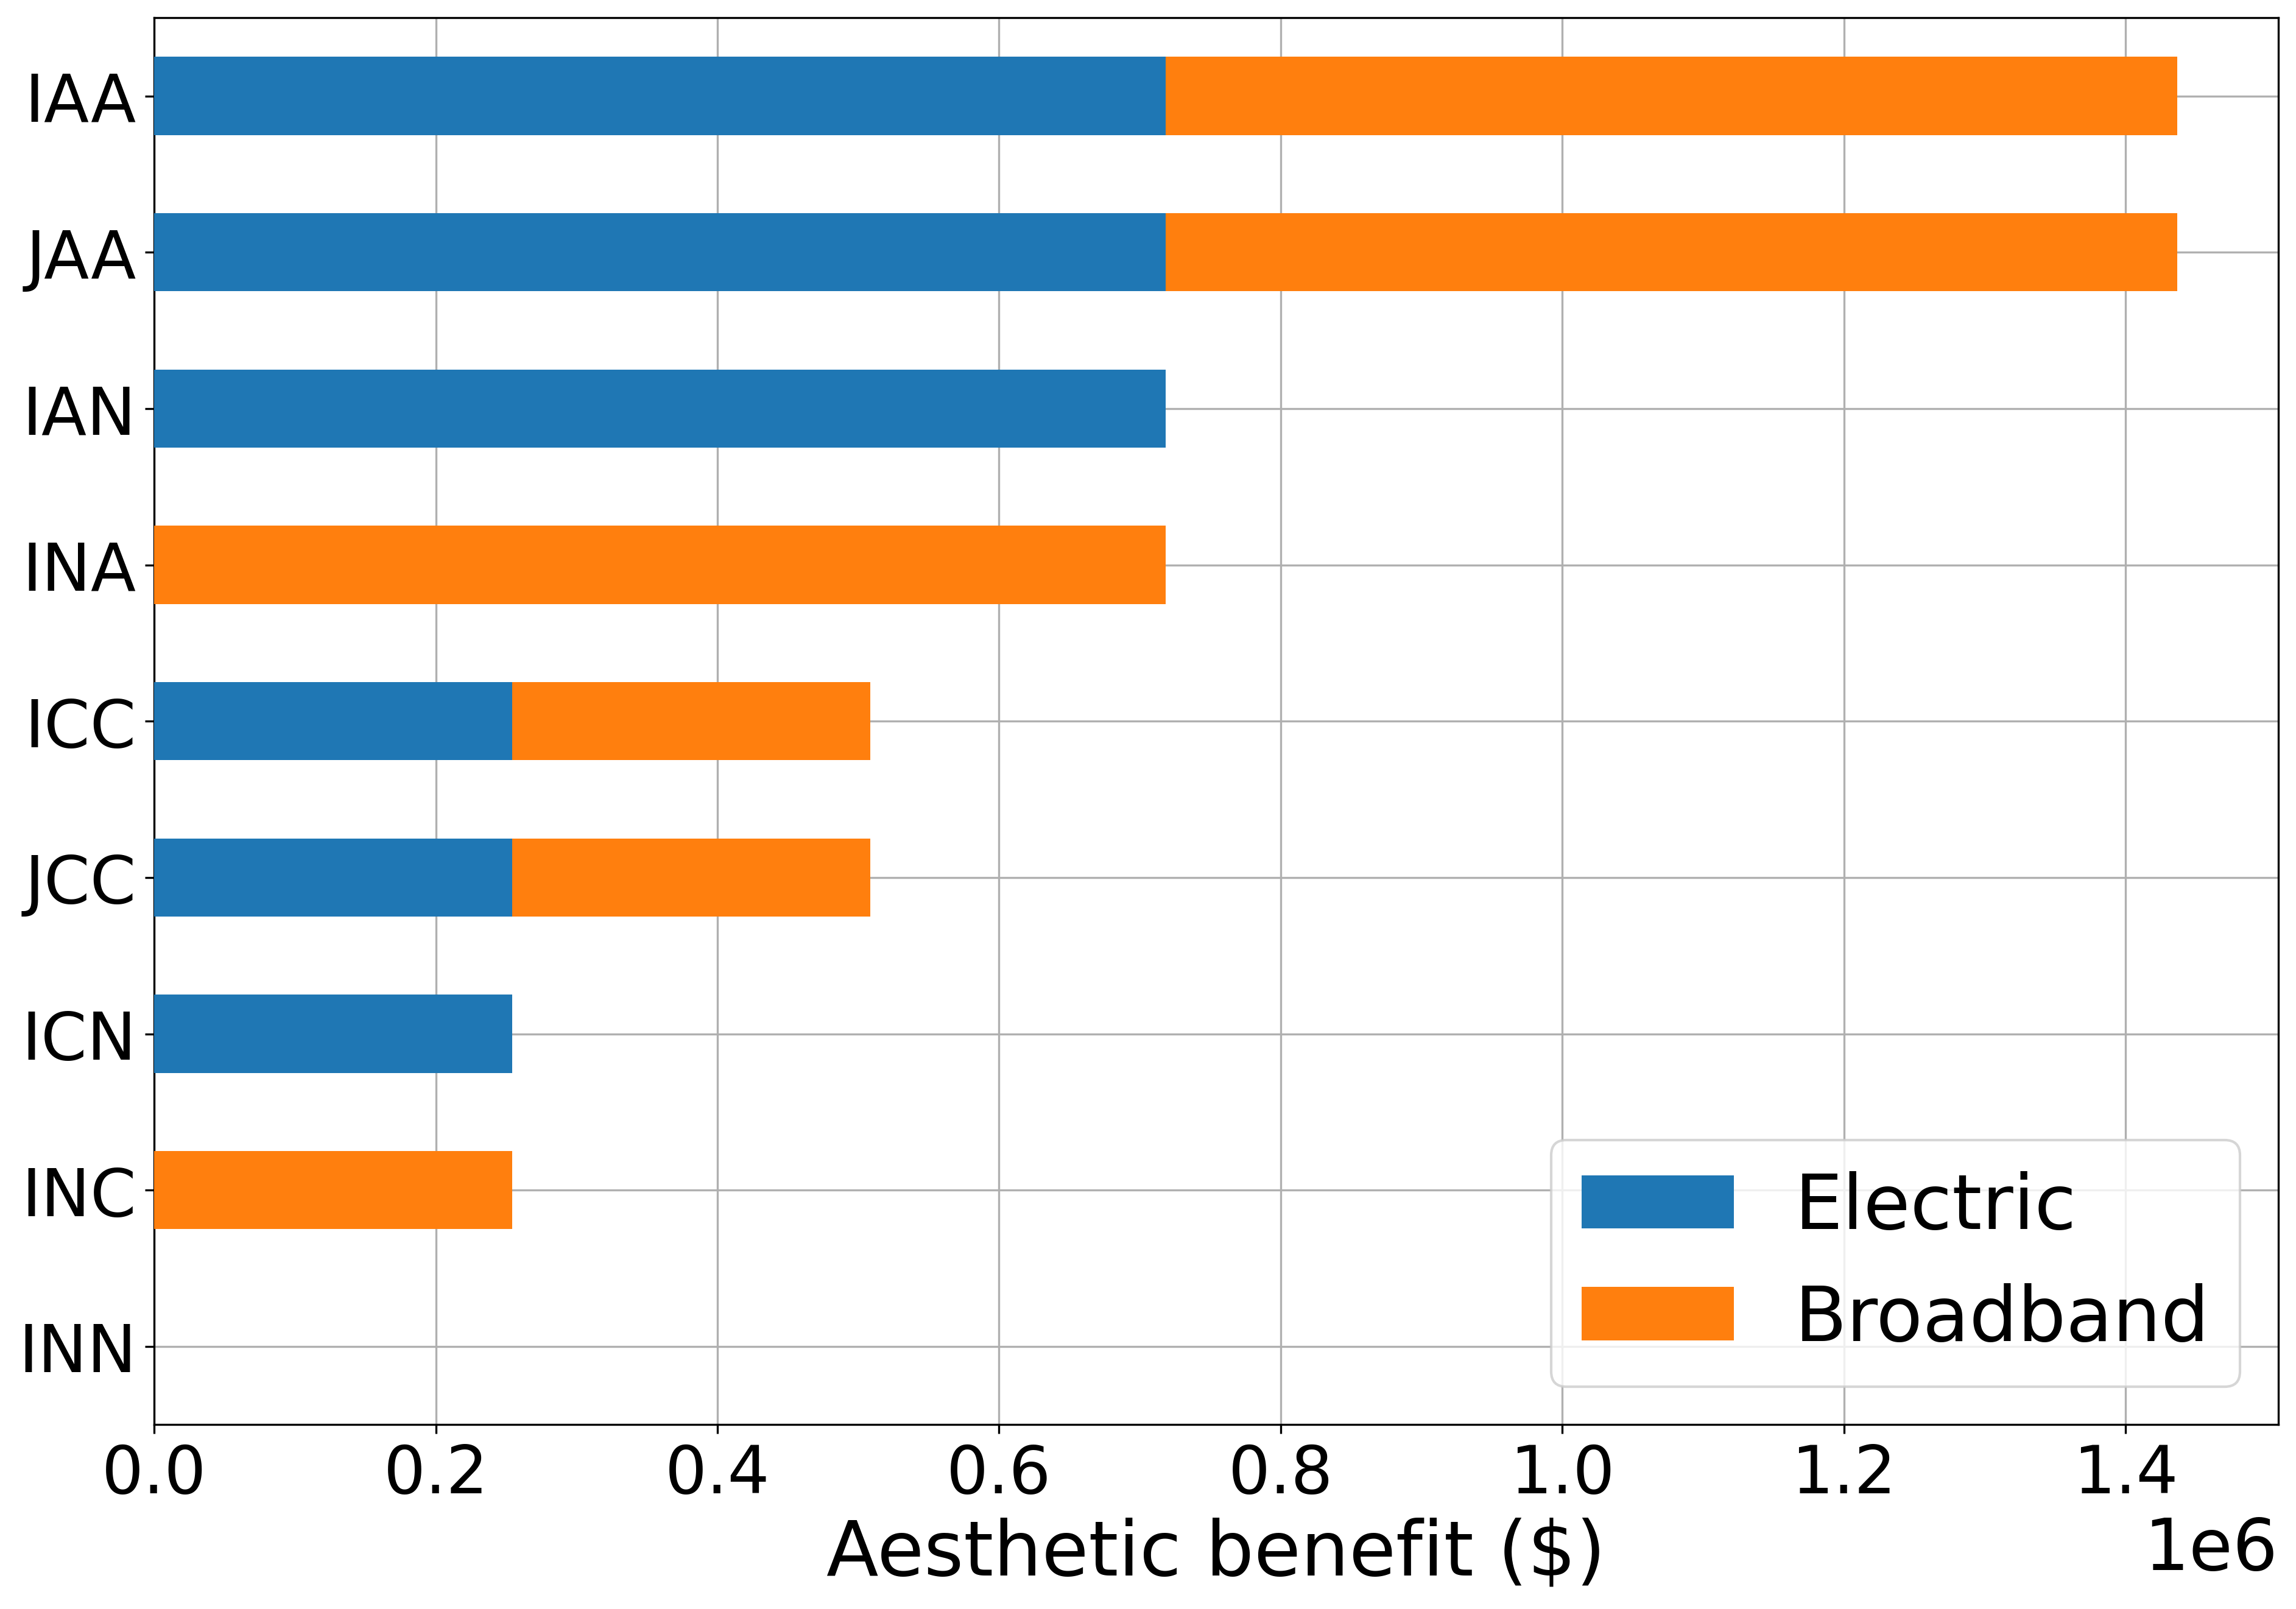 IAA
JAA
IAN
INA
ICC
JCC
ICN
INC
INN
Electric
Broadband
0.0 0.2 0.4 0.6 0.8 1.0 1.2 1.4
Aesthetic benefit ($)
1e6